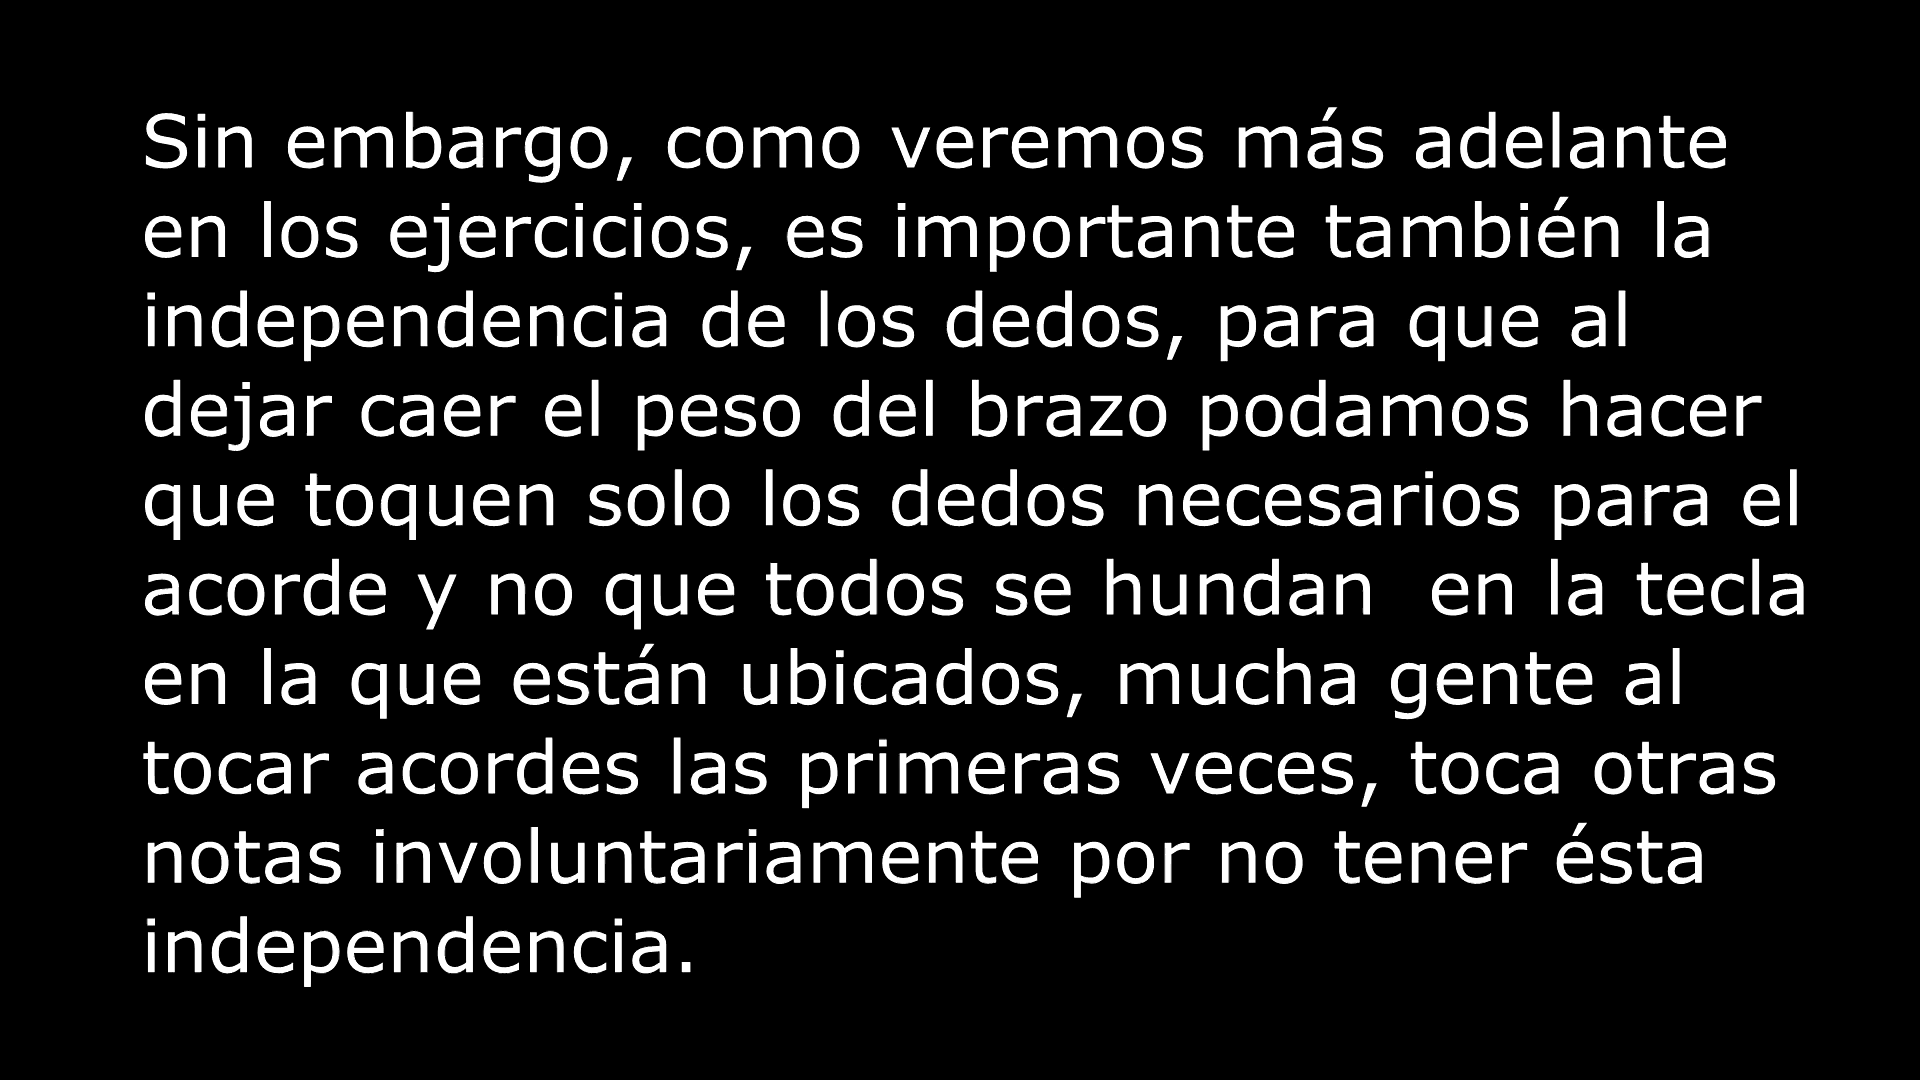 Sin embargo, como veremos más adelante
en los ejercicios, es importante también la
independencia de los dedos, para que al
dejar caer el peso del brazo podamos hacer
que toquen solo los dedos necesarios para el
acorde y no que todos se hundan  en la tecla
en la que están ubicados, mucha gente al
tocar acordes las primeras veces, toca otras
notas involuntariamente por no tener ésta
independencia.